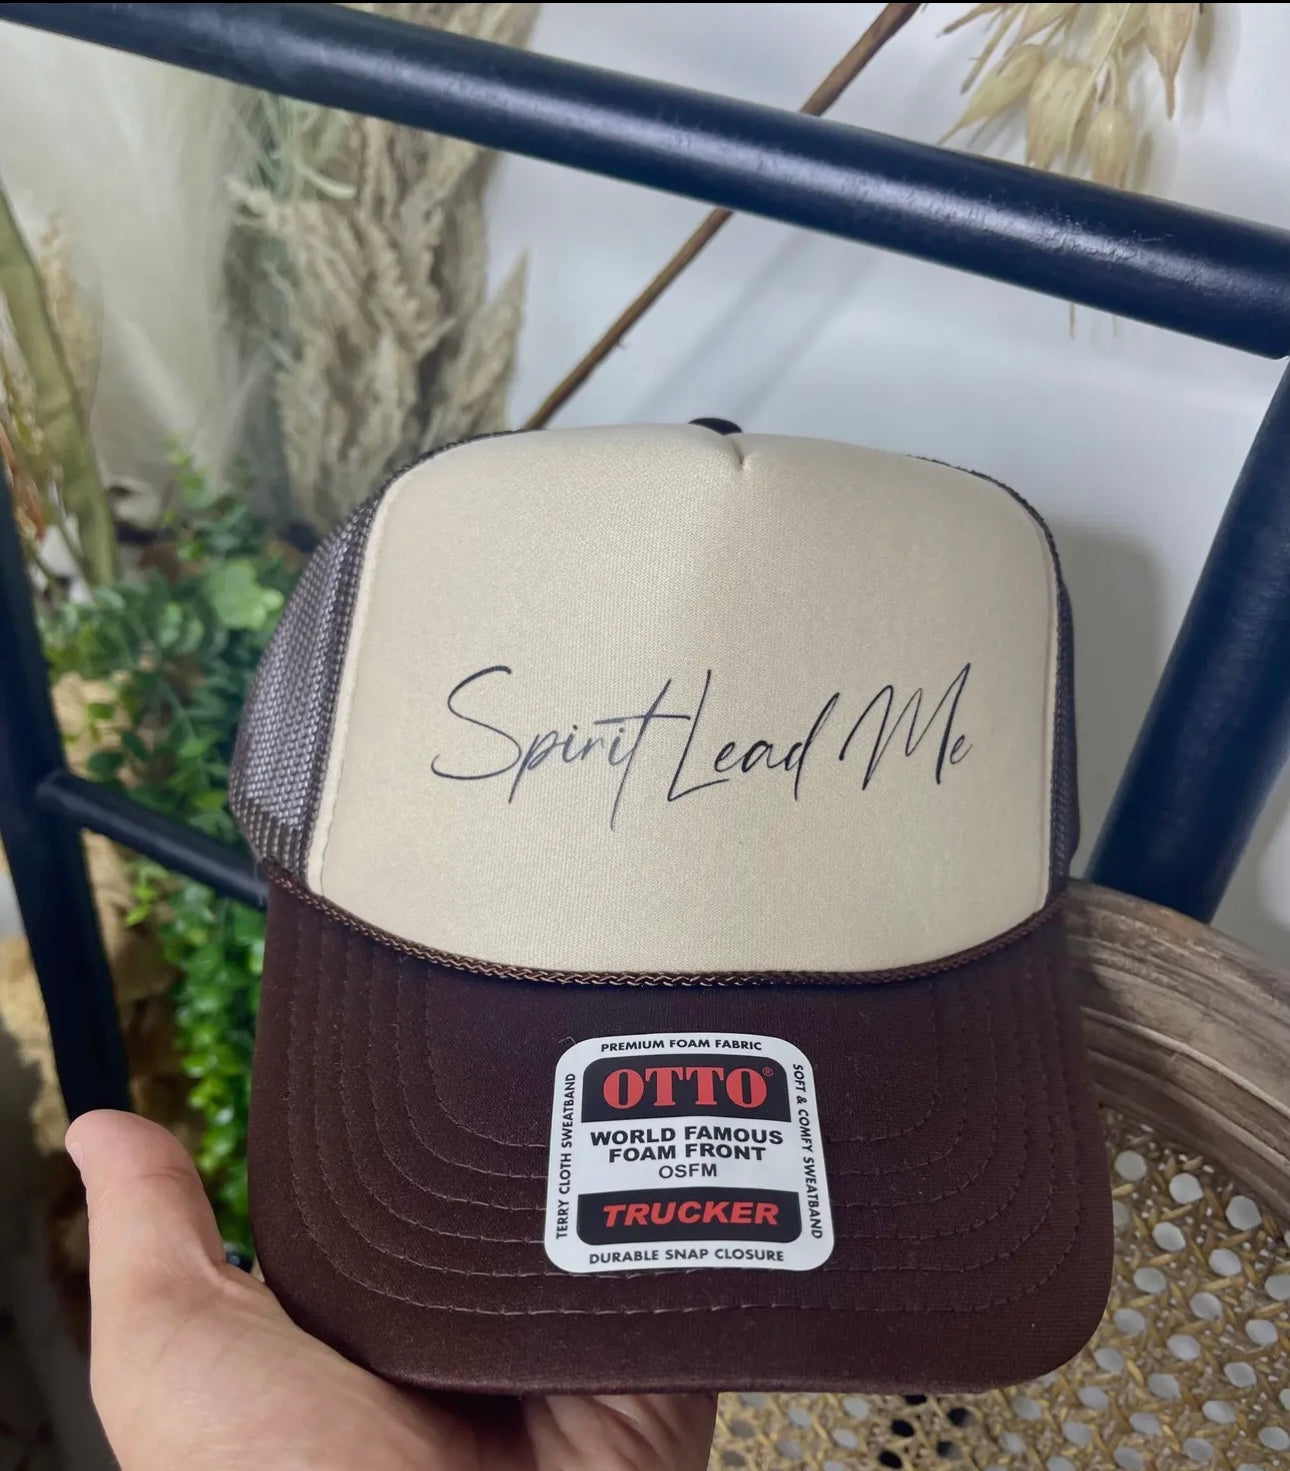 Spirit Lead Me
PREMIUM FOAM FABRIC
OTTO®
WORLD FAMOUS
FOAM FRONT
OSFM
TRUCKER
DURABLE SNAP CLOSURE
TERRY CLOTH SWEATBAND
SOFT & COMFY SWEATBAND